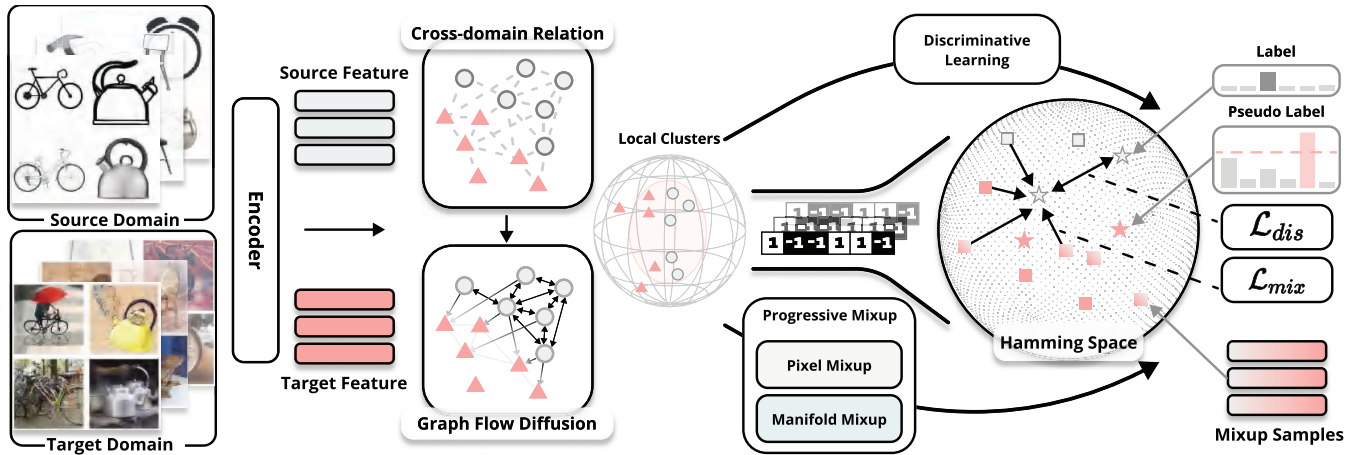 Source Domain
Target Domain
Encoder
Source Feature
Target Feature
Cross-domain Relation
Graph Flow Diffusion
Local Clusters
Discriminative
Learning
1 -1 -1 1 1 -1
Progressive Mixup
Pixel Mixup
Manifold Mixup
Hamming Space
Label
Pseudo Label
ℒdis
ℒmix
Mixup Samples